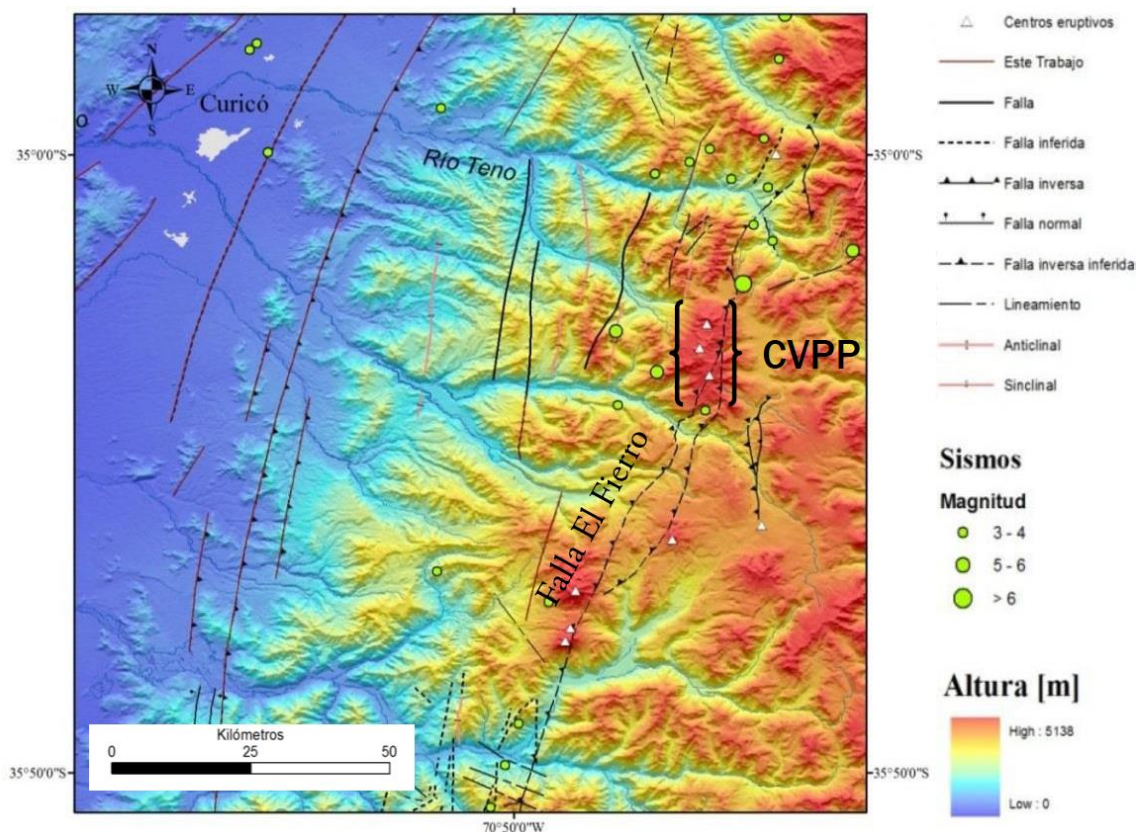 N
W E
S
Curicó
o
Río Teno
CVPP
Falla El Fierro
35°0'0"S
35°0'0"S
35°50'0"S
35°50'0"S
70°50'0"W
Kilómetros
0 25 50
Centros eruptivos
Este Trabajo
Falla
Falla inferida
Falla inversa
Falla normal
Falla inversa inferida
Lineamiento
Anticlinal
Sinclinal
Sismos
Magnitud
3 - 4
5 - 6
> 6
Altura [m]
High : 5138
Low : 0